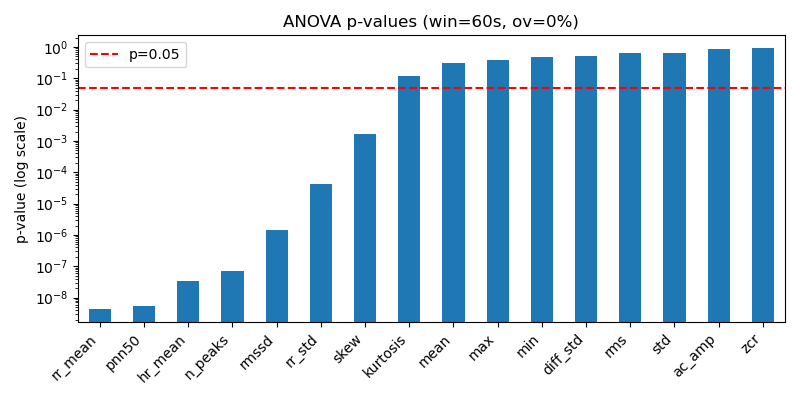 ANOVA p-values (win=60s, ov=0%)
p=0.05
p-value (log scale)
10⁰
10⁻¹
10⁻²
10⁻³
10⁻⁴
10⁻⁵
10⁻⁶
10⁻⁷
10⁻⁸
rr_mean
pnn50
hr_mean
n_peaks
rmssd
rr_std
skew
kurtosis
mean
max
min
diff_std
rms
std
ac_amp
zcr